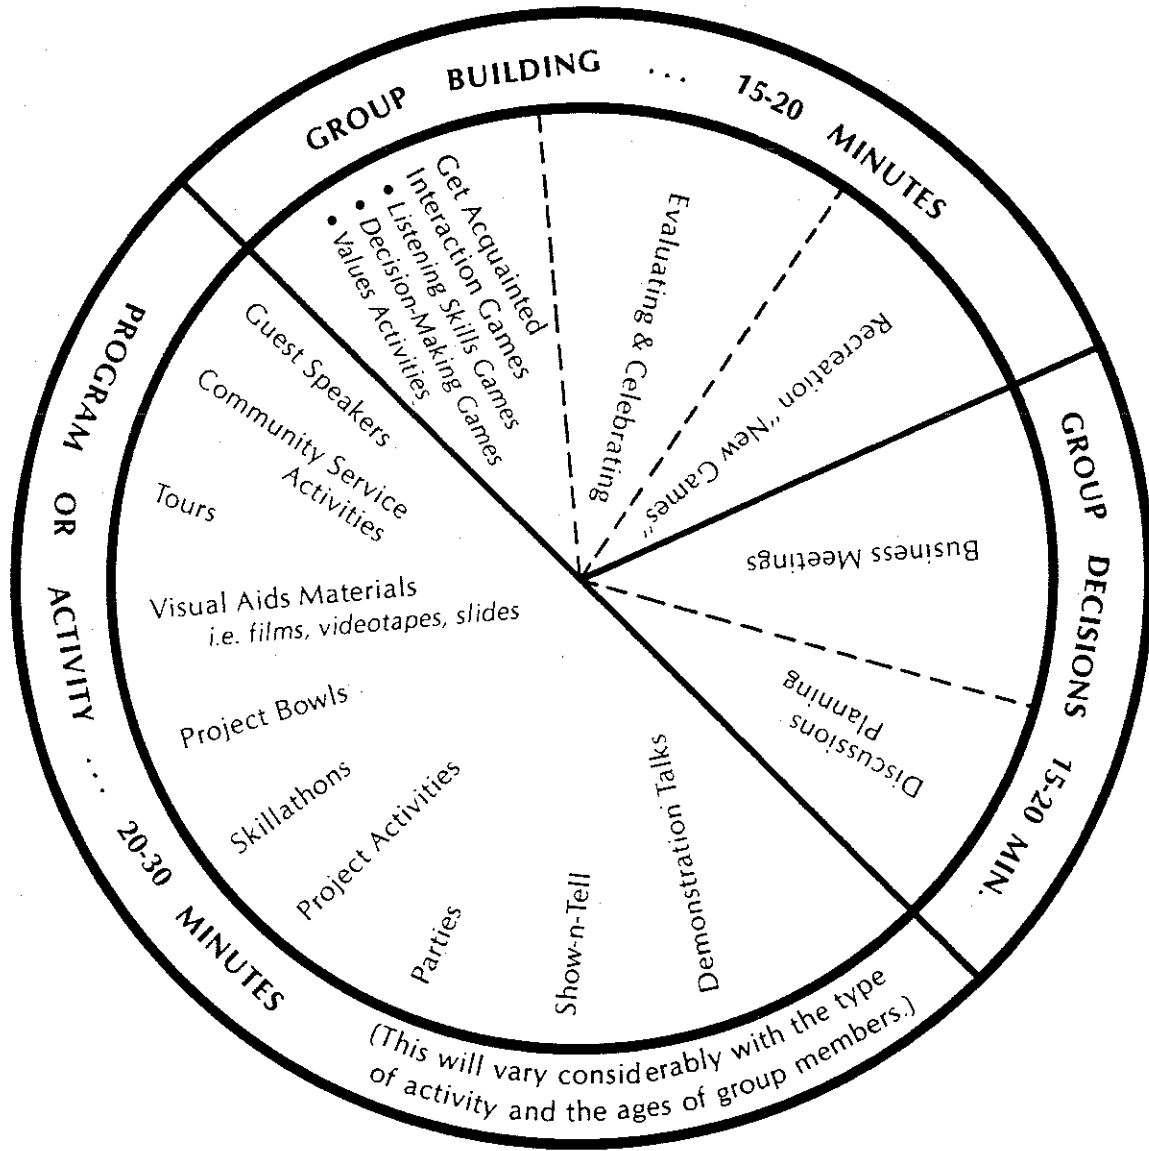 GROUP BUILDING ... 15-20 MINUTES
Get Acquainted
Interaction Games
• Listening Skills Games
• Decision-Making Games
• Values Activities
Evaluating & Celebrating
Recreation "New Games"
GROUP DECISIONS 15-20 MIN.
Business Meetings
Discussions
Planning
PROGRAM OR ACTIVITY ... 20-30 MINUTES
(This will vary considerably with the type
of activity and the ages of group members.)
Guest Speakers
Community Service
Activities
Tours
Visual Aids Materials
i.e. films, videotapes, slides
Project Bowls
Skillathons
Project Activities
Parties
Show-n-Tell
Demonstration Talks